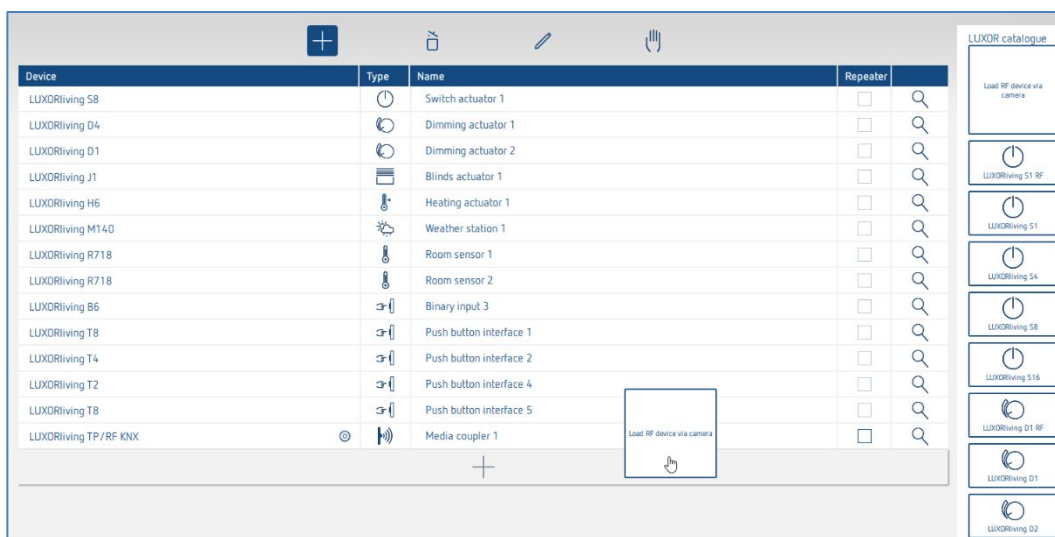 LUXOR catalogue
Device Type Name Repeater
LUXORliving S8 Switch actuator 1
LUXORliving D4 Dimming actuator 1
LUXORliving D1 Dimming actuator 2
LUXORliving J1 Blinds actuator 1
LUXORliving H6 Heating actuator 1
LUXORliving M140 Weather station 1
LUXORliving R718 Room sensor 1
LUXORliving R718 Room sensor 2
LUXORliving B6 Binary input 3
LUXORliving T8 Push button interface 1
LUXORliving T4 Push button interface 2
LUXORliving T2 Push button interface 4
LUXORliving T8 Push button interface 5
LUXORliving TP/RF KNX Media coupler 1
Load RF device via camera
Load RF device via
camera
LUXORliving S1 RF
LUXORliving S1
LUXORliving S4
LUXORliving S8
LUXORliving S16
LUXORliving D1 RF
LUXORliving D1
LUXORliving D2